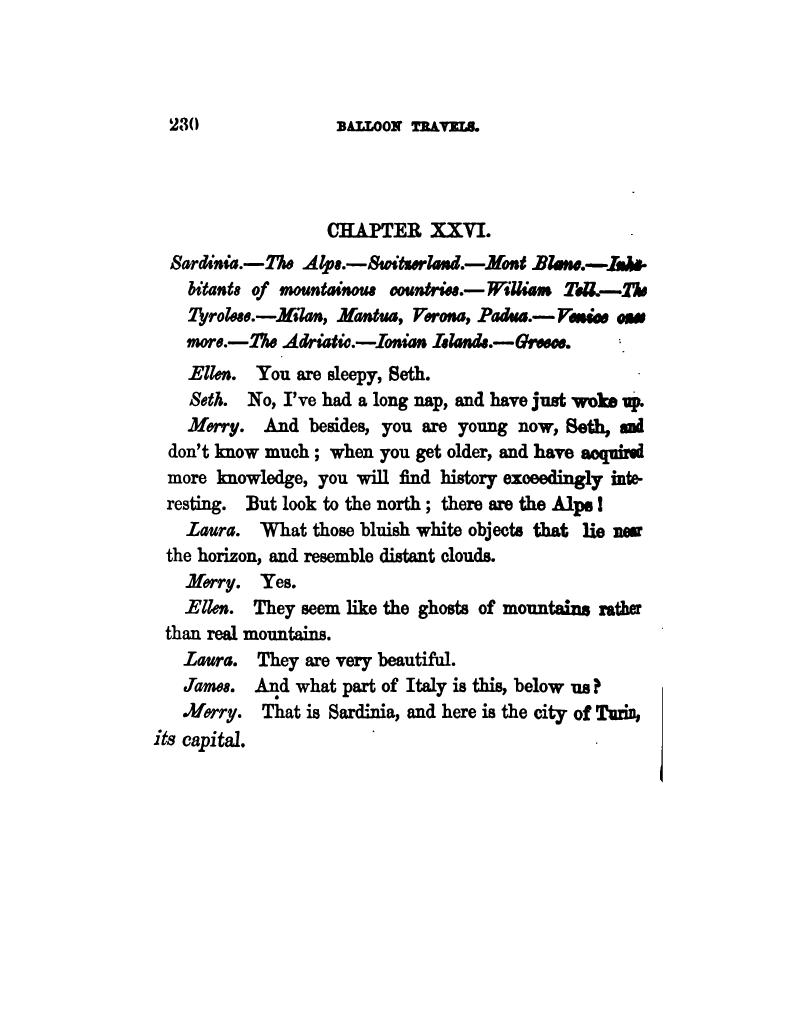 230 BALLOON TRAVELS.
CHAPTER XXVI.
Sardinia.—The Alps.—Switzerland.—Mont Blanc.—Inha-
bitants of mountainous countries.—William Tell.—The
Tyrolese.—Milan, Mantua, Verona, Padua.—Venice once
more.—The Adriatic.—Ionian Islands.—Greece.
Ellen. You are sleepy, Seth.
Seth. No, I've had a long nap, and have just woke up.
Merry. And besides, you are young now, Seth, and
don't know much; when you get older, and have acquired
more knowledge, you will find history exceedingly inte-
resting. But look to the north; there are the Alps!
Laura. What those bluish white objects that lie near
the horizon, and resemble distant clouds.
Merry. Yes.
Ellen. They seem like the ghosts of mountains rather
than real mountains.
Laura. They are very beautiful.
James. And what part of Italy is this, below us?
Merry. That is Sardinia, and here is the city of Turin,
its capital.